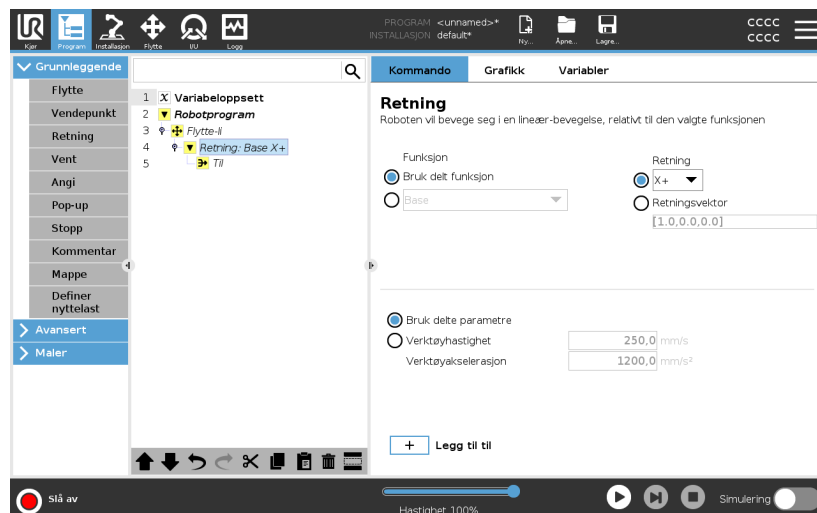 UR
Kjør
Program
Installasjon
Flytte
I/U
Logg
PROGRAM <unnamed>*
INSTALLASJON default*
Ny...
Åpne...
Lagre...
CCCC
CCCC
Grunnleggende
Flytte
Vendepunkt
Retning
Vent
Angi
Pop-up
Stopp
Kommentar
Mappe
Definer
nyttelast
Avansert
Maler
1 X Variabeloppsett
2 Robotprogram
3 Flytte-li
4 Retning: Base X+
5 Til
Kommando Grafikk Variabler
Retning
Roboten vil bevege seg i en lineær-bevegelse, relativt til den valgte funksjonen
Funksjon
Bruk delt funksjon
Base
Retning
X+
Retningsvektor
[1.0,0.0,0.0]
Bruk delte parametre
Verktøyhastighet 250,0 mm/s
Verktøyakselerasjon 1200,0 mm/s²
+ Legg til til
Slå av
Hastighet 100%
Simulering